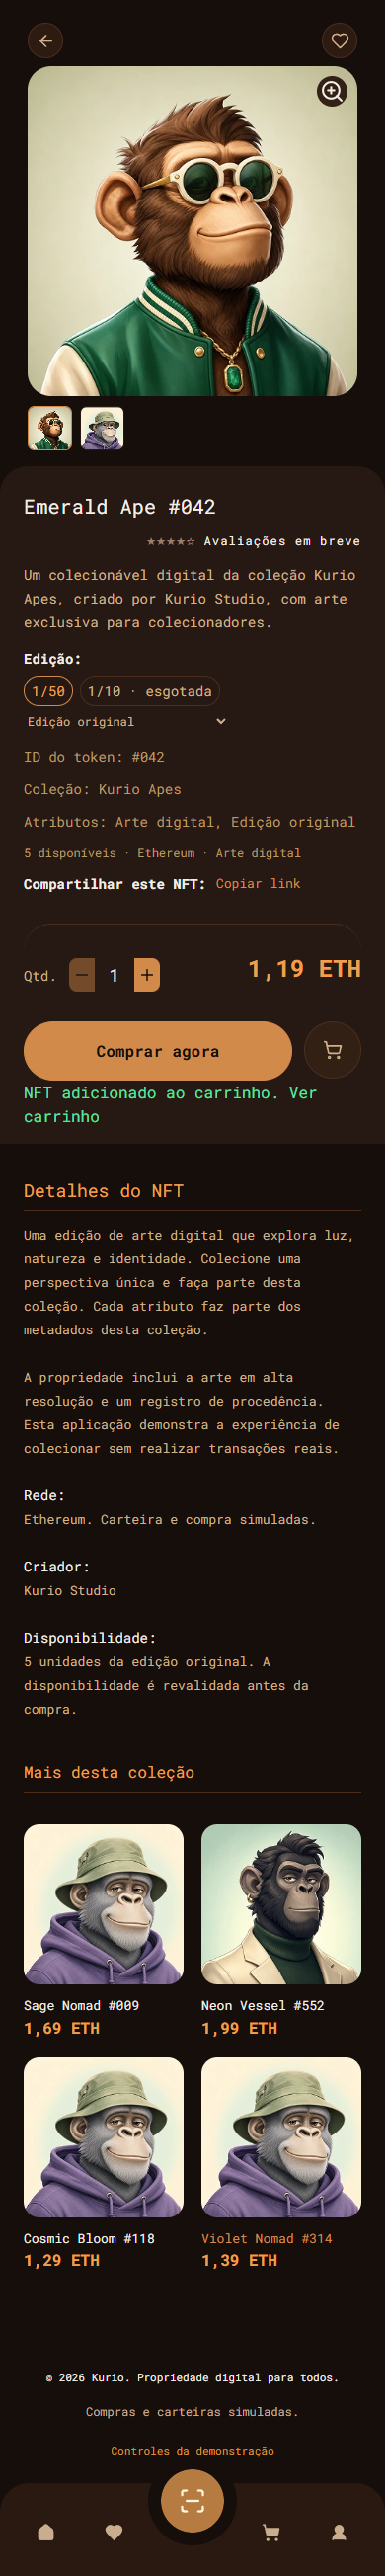 Emerald Ape #042
★★★★☆ Avaliações em breve
Um colecionável digital da coleção Kurio
Apes, criado por Kurio Studio, com arte
exclusiva para colecionadores.
Edição:
1/50 1/10 · esgotada
Edição original
ID do token: #042
Coleção: Kurio Apes
Atributos: Arte digital, Edição original
5 disponíveis · Ethereum · Arte digital
Compartilhar este NFT: Copiar link
Qtd. − 1 + 1,19 ETH
Comprar agora
NFT adicionado ao carrinho. Ver
carrinho
Detalhes do NFT
Uma edição de arte digital que explora luz,
natureza e identidade. Colecione uma
perspectiva única e faça parte desta
coleção. Cada atributo faz parte dos
metadados desta coleção.
A propriedade inclui a arte em alta
resolução e um registro de procedência.
Esta aplicação demonstra a experiência de
colecionar sem realizar transações reais.
Rede:
Ethereum. Carteira e compra simuladas.
Criador:
Kurio Studio
Disponibilidade:
5 unidades da edição original. A
disponibilidade é revalidada antes da
compra.
Mais desta coleção
Sage Nomad #009
1,69 ETH
Neon Vessel #552
1,99 ETH
Cosmic Bloom #118
1,29 ETH
Violet Nomad #314
1,39 ETH
© 2026 Kurio. Propriedade digital para todos.
Compras e carteiras simuladas.
Controles da demonstração